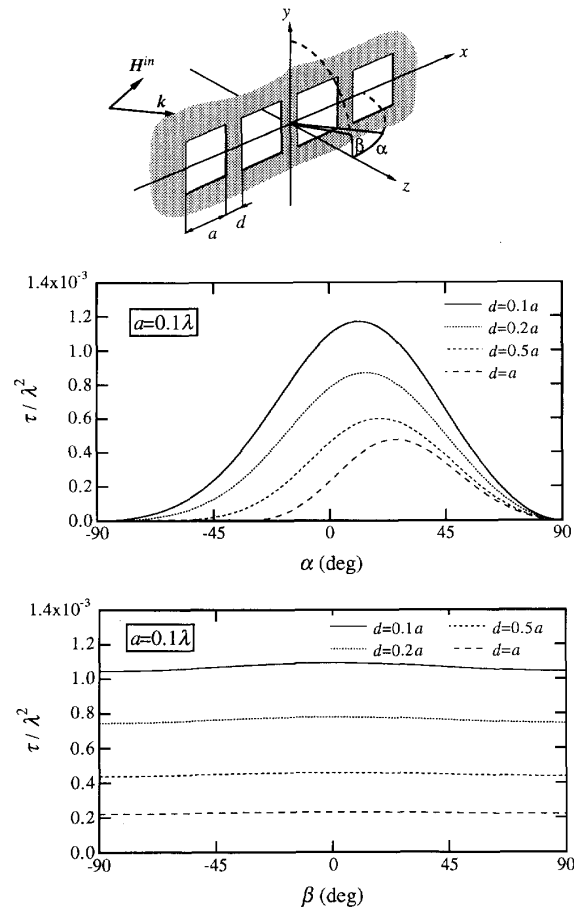 y
x
H^in
k
β
α
z
a
d
1.4x10⁻³
a=0.1λ
d=0.1a
d=0.2a
d=0.5a
d=a
1.2
1.0
0.8
0.6
0.4
0.2
0.0
τ / λ²
-90
-45
0
45
90
α (deg)
1.4x10⁻³
a=0.1λ
d=0.1a
d=0.5a
d=0.2a
d=a
1.2
1.0
0.8
0.6
0.4
0.2
0.0
τ / λ²
-90
-45
0
45
90
β (deg)